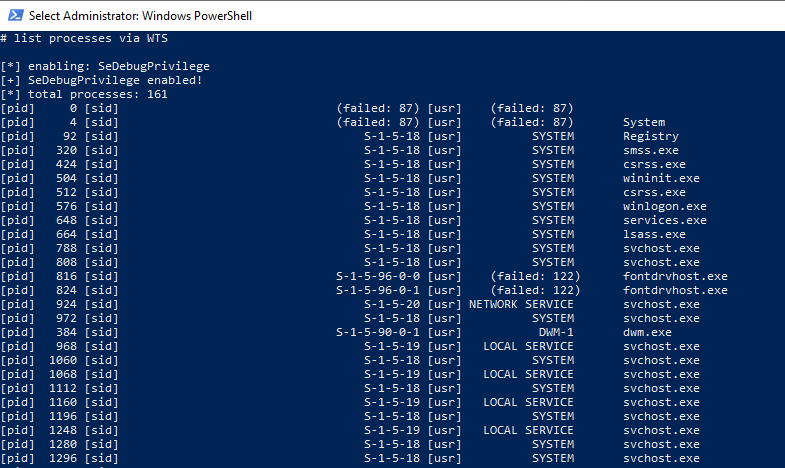 Select Administrator: Windows PowerShell
# list processes via WTS
[*] enabling: SeDebugPrivilege
[+] SeDebugPrivilege enabled!
[*] total processes: 161
[pid] 0 [sid] (failed: 87) [usr] (failed: 87)
[pid] 4 [sid] (failed: 87) [usr] (failed: 87) System
[pid] 92 [sid] S-1-5-18 [usr] SYSTEM Registry
[pid] 320 [sid] S-1-5-18 [usr] SYSTEM smss.exe
[pid] 424 [sid] S-1-5-18 [usr] SYSTEM csrss.exe
[pid] 504 [sid] S-1-5-18 [usr] SYSTEM wininit.exe
[pid] 512 [sid] S-1-5-18 [usr] SYSTEM csrss.exe
[pid] 576 [sid] S-1-5-18 [usr] SYSTEM winlogon.exe
[pid] 648 [sid] S-1-5-18 [usr] SYSTEM services.exe
[pid] 664 [sid] S-1-5-18 [usr] SYSTEM lsass.exe
[pid] 788 [sid] S-1-5-18 [usr] SYSTEM svchost.exe
[pid] 808 [sid] S-1-5-18 [usr] SYSTEM svchost.exe
[pid] 816 [sid] S-1-5-96-0-0 [usr] (failed: 122) fontdrvhost.exe
[pid] 824 [sid] S-1-5-96-0-1 [usr] (failed: 122) fontdrvhost.exe
[pid] 924 [sid] S-1-5-20 [usr] NETWORK SERVICE svchost.exe
[pid] 972 [sid] S-1-5-18 [usr] SYSTEM svchost.exe
[pid] 384 [sid] S-1-5-90-0-1 [usr] DWM-1 dwm.exe
[pid] 968 [sid] S-1-5-19 [usr] LOCAL SERVICE svchost.exe
[pid] 1060 [sid] S-1-5-18 [usr] SYSTEM svchost.exe
[pid] 1068 [sid] S-1-5-19 [usr] LOCAL SERVICE svchost.exe
[pid] 1112 [sid] S-1-5-18 [usr] SYSTEM svchost.exe
[pid] 1160 [sid] S-1-5-19 [usr] LOCAL SERVICE svchost.exe
[pid] 1196 [sid] S-1-5-18 [usr] SYSTEM svchost.exe
[pid] 1248 [sid] S-1-5-19 [usr] LOCAL SERVICE svchost.exe
[pid] 1280 [sid] S-1-5-18 [usr] SYSTEM svchost.exe
[pid] 1296 [sid] S-1-5-18 [usr] SYSTEM svchost.exe